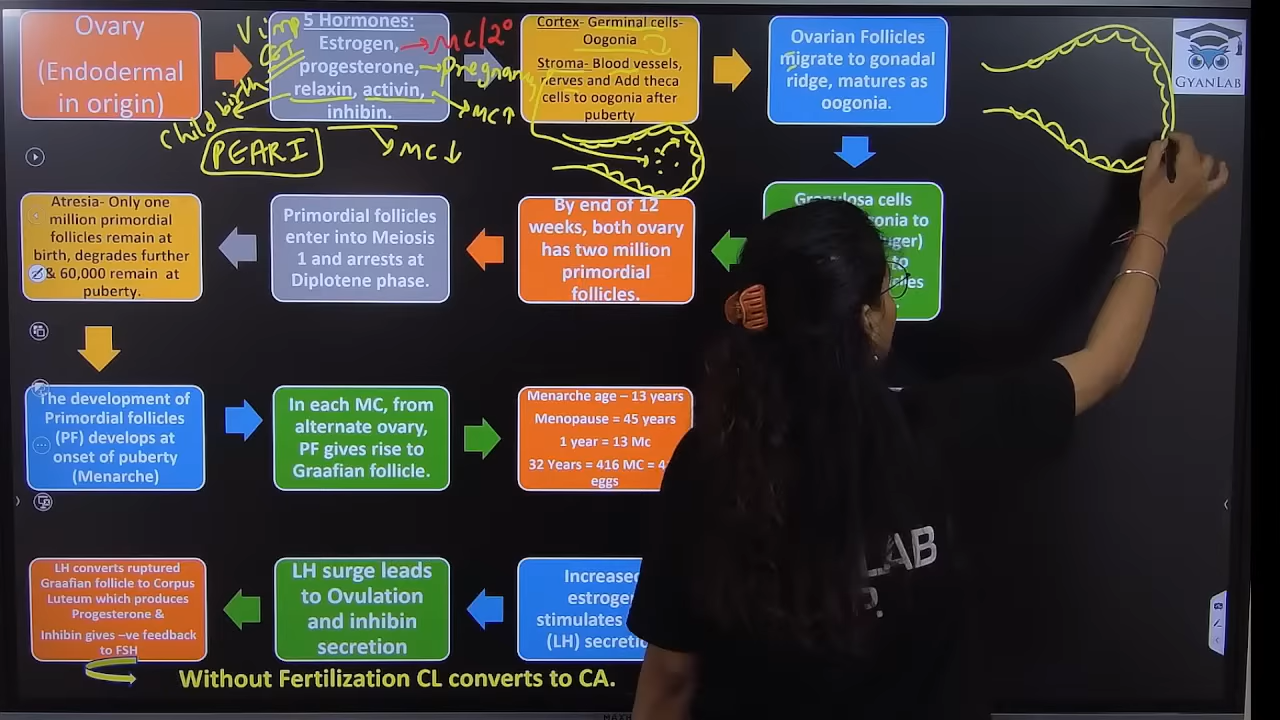 Ovary
(Endodermal
in origin)
V imp
GI
5 Hormones:
Estrogen,
progesterone,
relaxin, activin,
inhibin.
→ MC/2°
→ Pregnancy
→ MC↑
→ MC↓
Child birth
PEARI
Cortex- Germinal cells-
Oogonia
Stroma- Blood vessels,
nerves and Add theca
cells to oogonia after
puberty
Ovarian Follicles
migrate to gonadal
ridge, matures as
oogonia.
GYANLAB
Granulosa cells
By end of 12
weeks, both ovary
has two million
primordial
follicles.
Primordial follicles
enter into Meiosis
1 and arrests at
Diplotene phase.
Atresia- Only one
million primordial
follicles remain at
birth, degrades further
& 60,000 remain at
puberty.
The development of
Primordial follicles
(PF) develops at
onset of puberty
(Menarche)
In each MC, from
alternate ovary,
PF gives rise to
Graafian follicle.
Menarche age – 13 years
Menopause = 45 years
1 year = 13 Mc
32 Years = 416 MC = 4
eggs
Increased
stimulates
(LH)
LH surge leads
to Ovulation
and inhibin
secretion
LH converts ruptured
Graafian follicle to Corpus
Luteum which produces
Progesterone &
Inhibin gives –ve feedback
to FSH
Without Fertilization CL converts to CA.
LAB